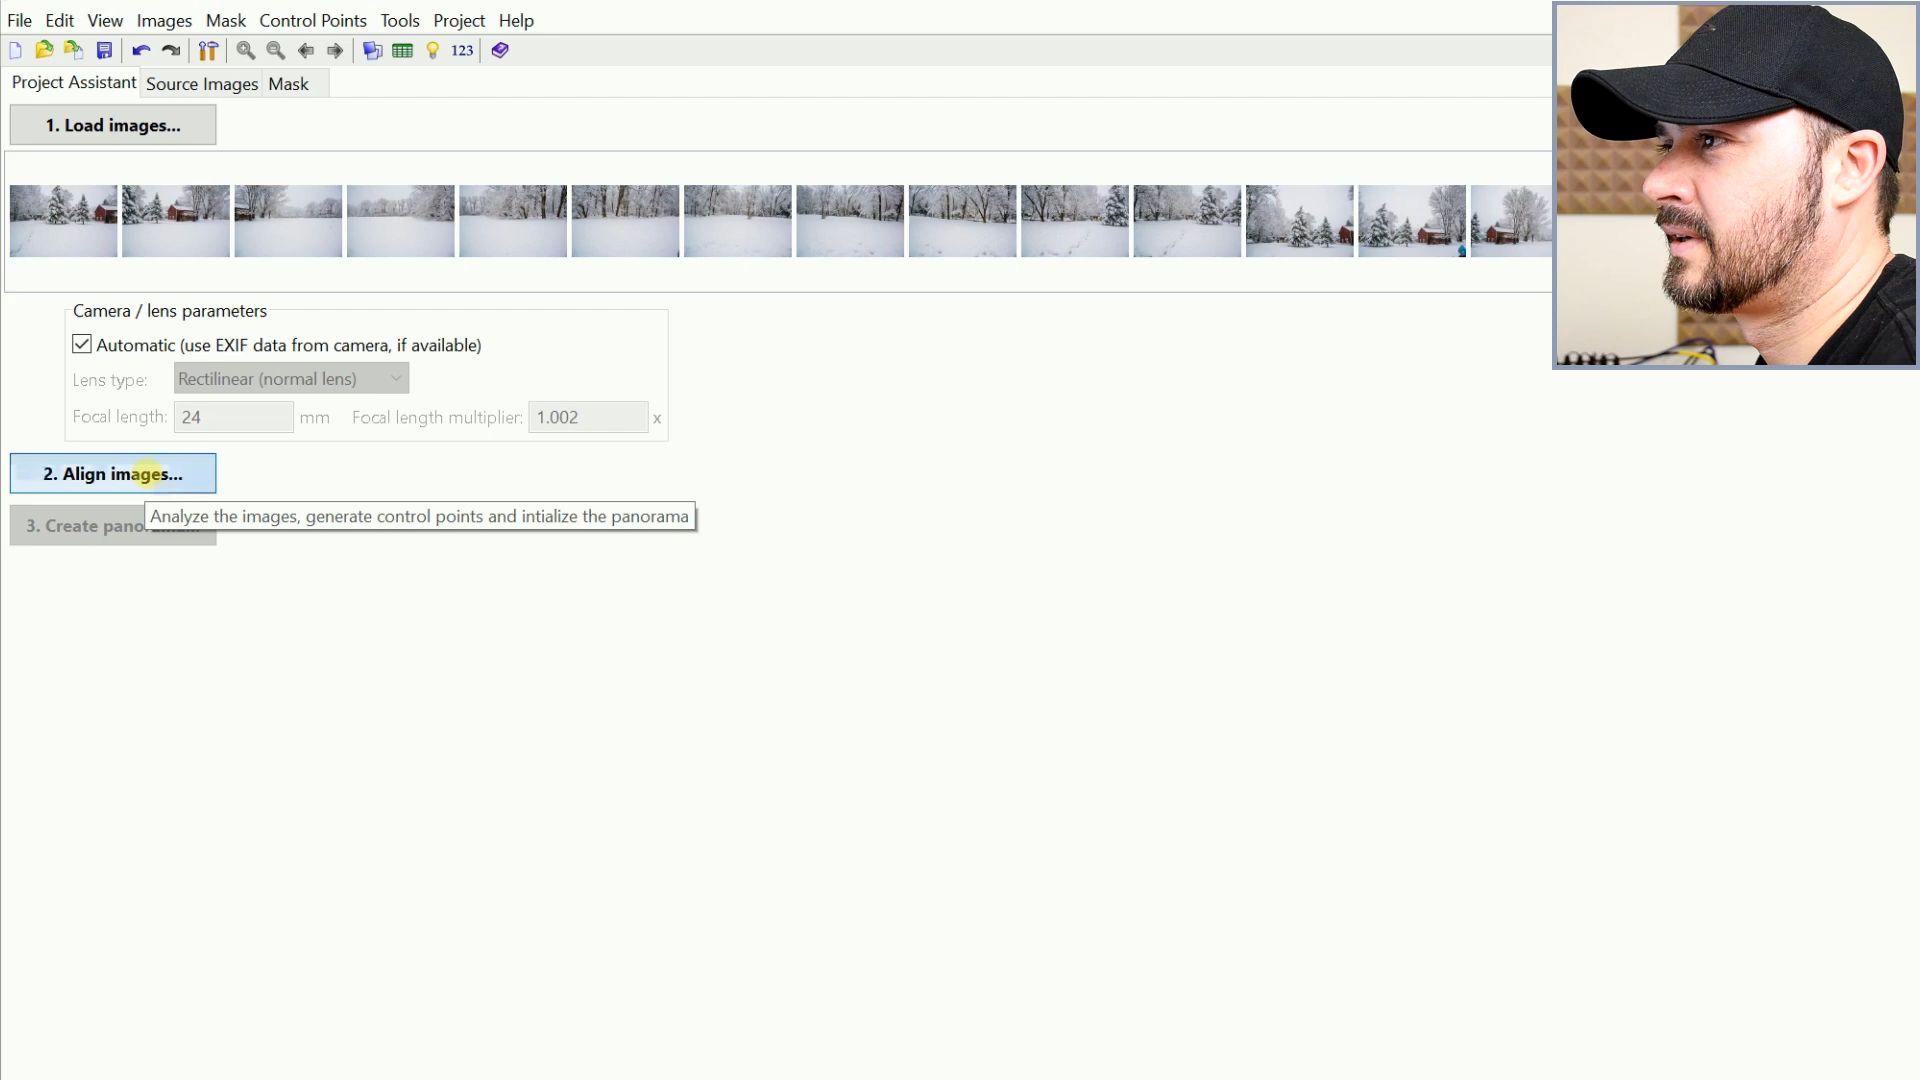 File Edit View Images Mask Control Points Tools Project Help
123
Project Assistant Source Images Mask
1. Load images...
Camera / lens parameters
Automatic (use EXIF data from camera, if available)
Lens type: Rectilinear (normal lens)
Focal length: 24 mm Focal length multiplier: 1.002 x
2. Align images...
Analyze the images, generate control points and intialize the panorama
3. Create